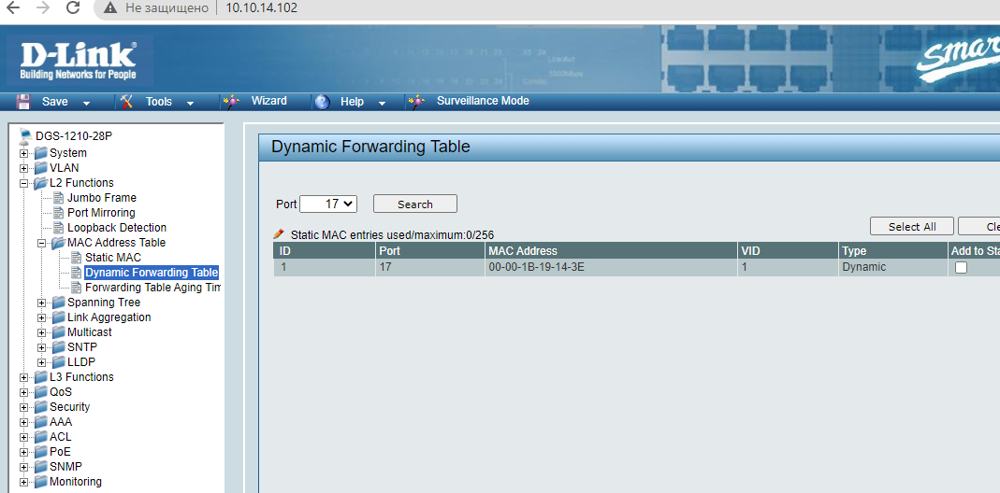 Не защищено 10.10.14.102
D-Link®
Building Networks for People
Smar
Save Tools Wizard Help Surveillance Mode
DGS-1210-28P
System
VLAN
L2 Functions
Jumbo Frame
Port Mirroring
Loopback Detection
MAC Address Table
Static MAC
Dynamic Forwarding Table
Forwarding Table Aging Tim
Spanning Tree
Link Aggregation
Multicast
SNTP
LLDP
L3 Functions
QoS
Security
AAA
ACL
PoE
SNMP
Monitoring
Dynamic Forwarding Table
Port 17 Search
Select All Cle
Static MAC entries used/maximum:0/256
ID Port MAC Address VID Type Add to Sta
1 17 00-00-1B-19-14-3E 1 Dynamic